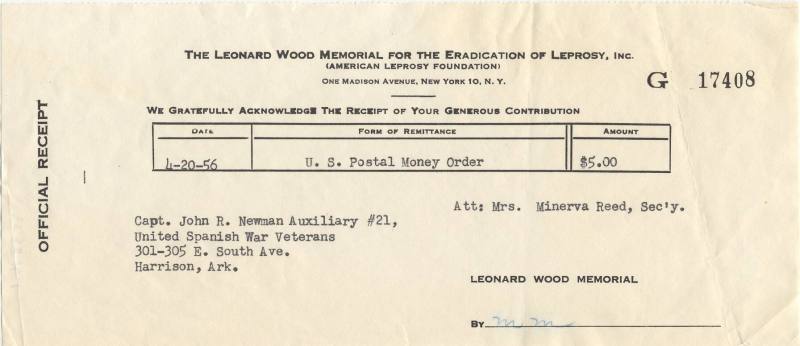 THE LEONARD WOOD MEMORIAL FOR THE ERADICATION OF LEPROSY, INC.
(AMERICAN LEPROSY FOUNDATION)
ONE MADISON AVENUE, NEW YORK 10, N. Y.
G 17408
WE GRATEFULLY ACKNOWLEDGE THE RECEIPT OF YOUR GENEROUS CONTRIBUTION
OFFICIAL RECEIPT
DATE FORM OF REMITTANCE AMOUNT
4-20-56 U. S. Postal Money Order $5.00
Att: Mrs. Minerva Reed, Sec'y.
Capt. John R. Newman Auxiliary #21,
United Spanish War Veterans
301-305 E. South Ave.
Harrison, Ark.
LEONARD WOOD MEMORIAL
BY m m